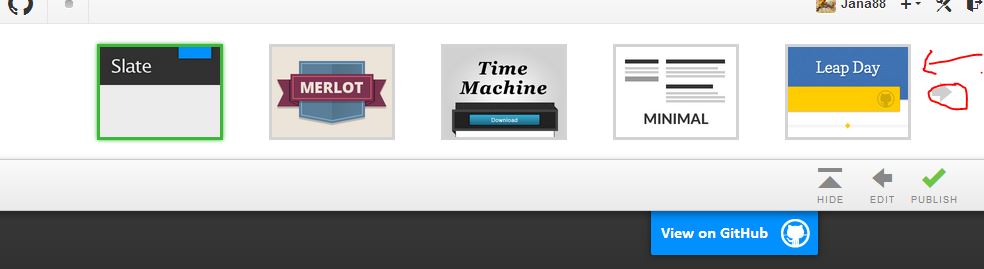 Jana88
Slate
MERLOT
Time
Machine
Download
MINIMAL
Leap Day
HIDE
EDIT
PUBLISH
View on GitHub